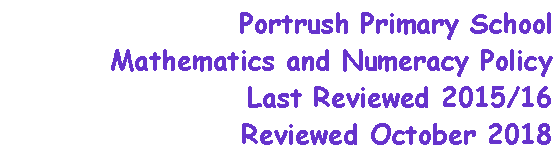 Portrush Primary School
Mathematics and Numeracy Policy
Last Reviewed 2015/16
Reviewed October 2018